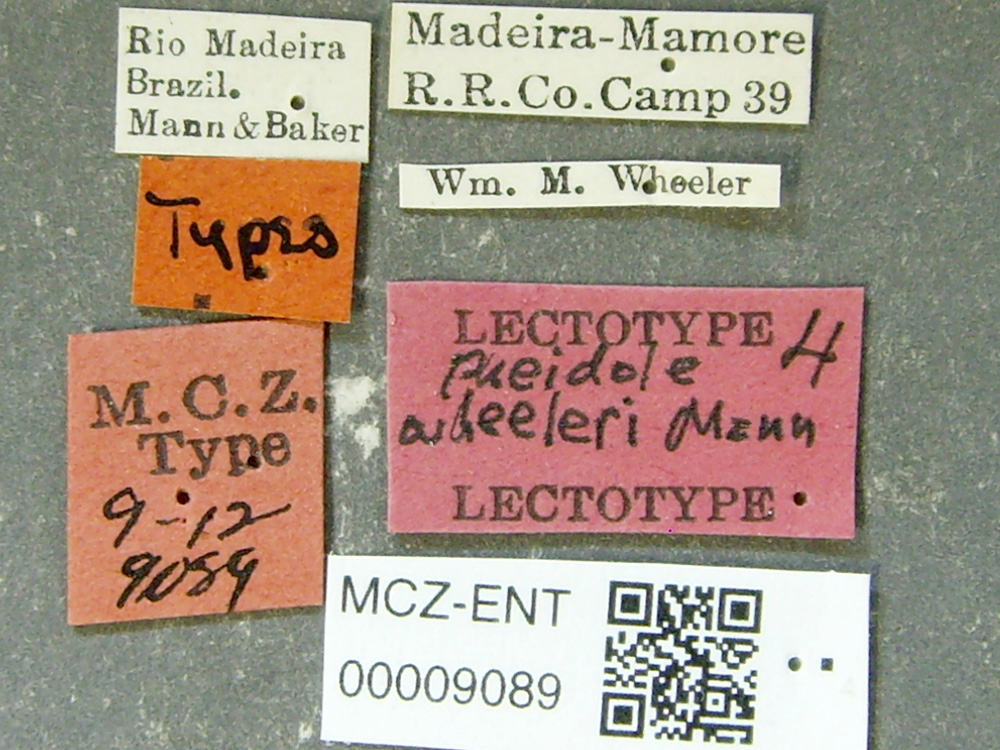 Rio Madeira
Brazil.
Mann & Baker
Madeira-Mamore
R.R.Co.Camp 39
Wm. M. Wheeler
Types
LECTOTYPE 4
Pheidole
wheeleri Mann
LECTOTYPE
M.C.Z.
Type
9-12
9089
MCZ-ENT
00009089